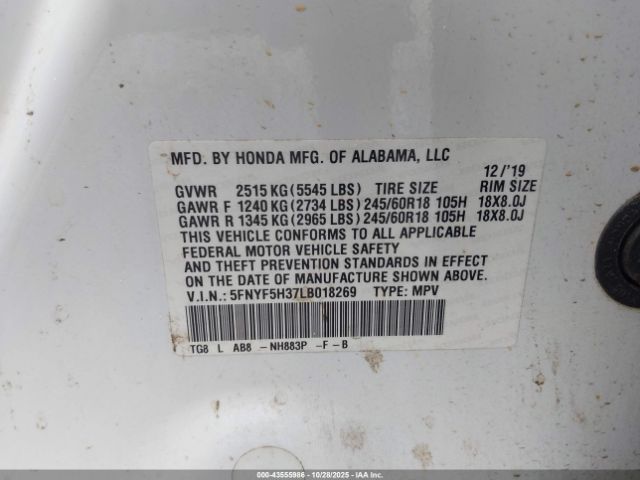 MFD. BY HONDA MFG. OF ALABAMA, LLC
12/'19
GVWR 2515 KG (5545 LBS) TIRE SIZE RIM SIZE
GAWR F 1240 KG (2734 LBS) 245/60R18 105H 18X8.0J
GAWR R 1345 KG (2965 LBS) 245/60R18 105H 18X8.0J
THIS VEHICLE CONFORMS TO ALL APPLICABLE
FEDERAL MOTOR VEHICLE SAFETY
AND THEFT PREVENTION STANDARDS IN EFFECT
ON THE DATE OF MANUFACTURE SHOWN ABOVE.
V.I.N.: 5FNYF5H37LB018269 TYPE: MPV
TG8 L AB8 -NH883P -F-B
000-43555986 - 10/28/2025 - IAA, Inc.